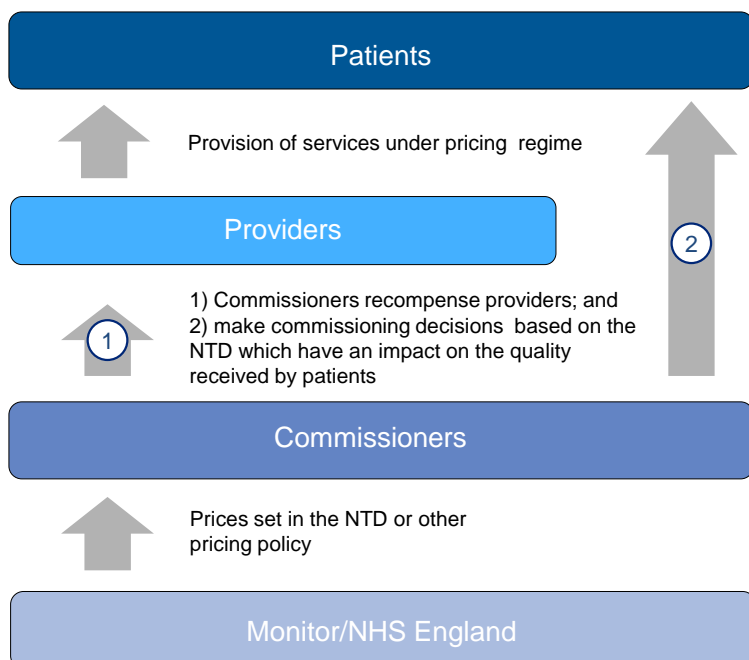 Patients
Provision of services under pricing regime
Providers
2
1) Commissioners recompense providers; and
2) make commissioning decisions based on the
NTD which have an impact on the quality
received by patients
1
Commissioners
Prices set in the NTD or other
pricing policy
Monitor/NHS England